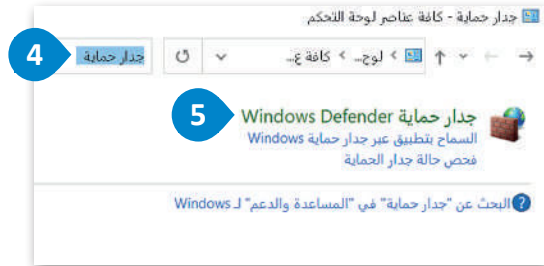 جدار حماية - كافة عناصر لوحة التحكم
لوح... › كافة ع...
جدار حماية
4
5
جدار حماية Windows Defender
السماح بتطبيق عبر جدار حماية Windows
فحص حالة جدار الحماية
البحث عن "جدار حماية" في "المساعدة والدعم" لـ Windows